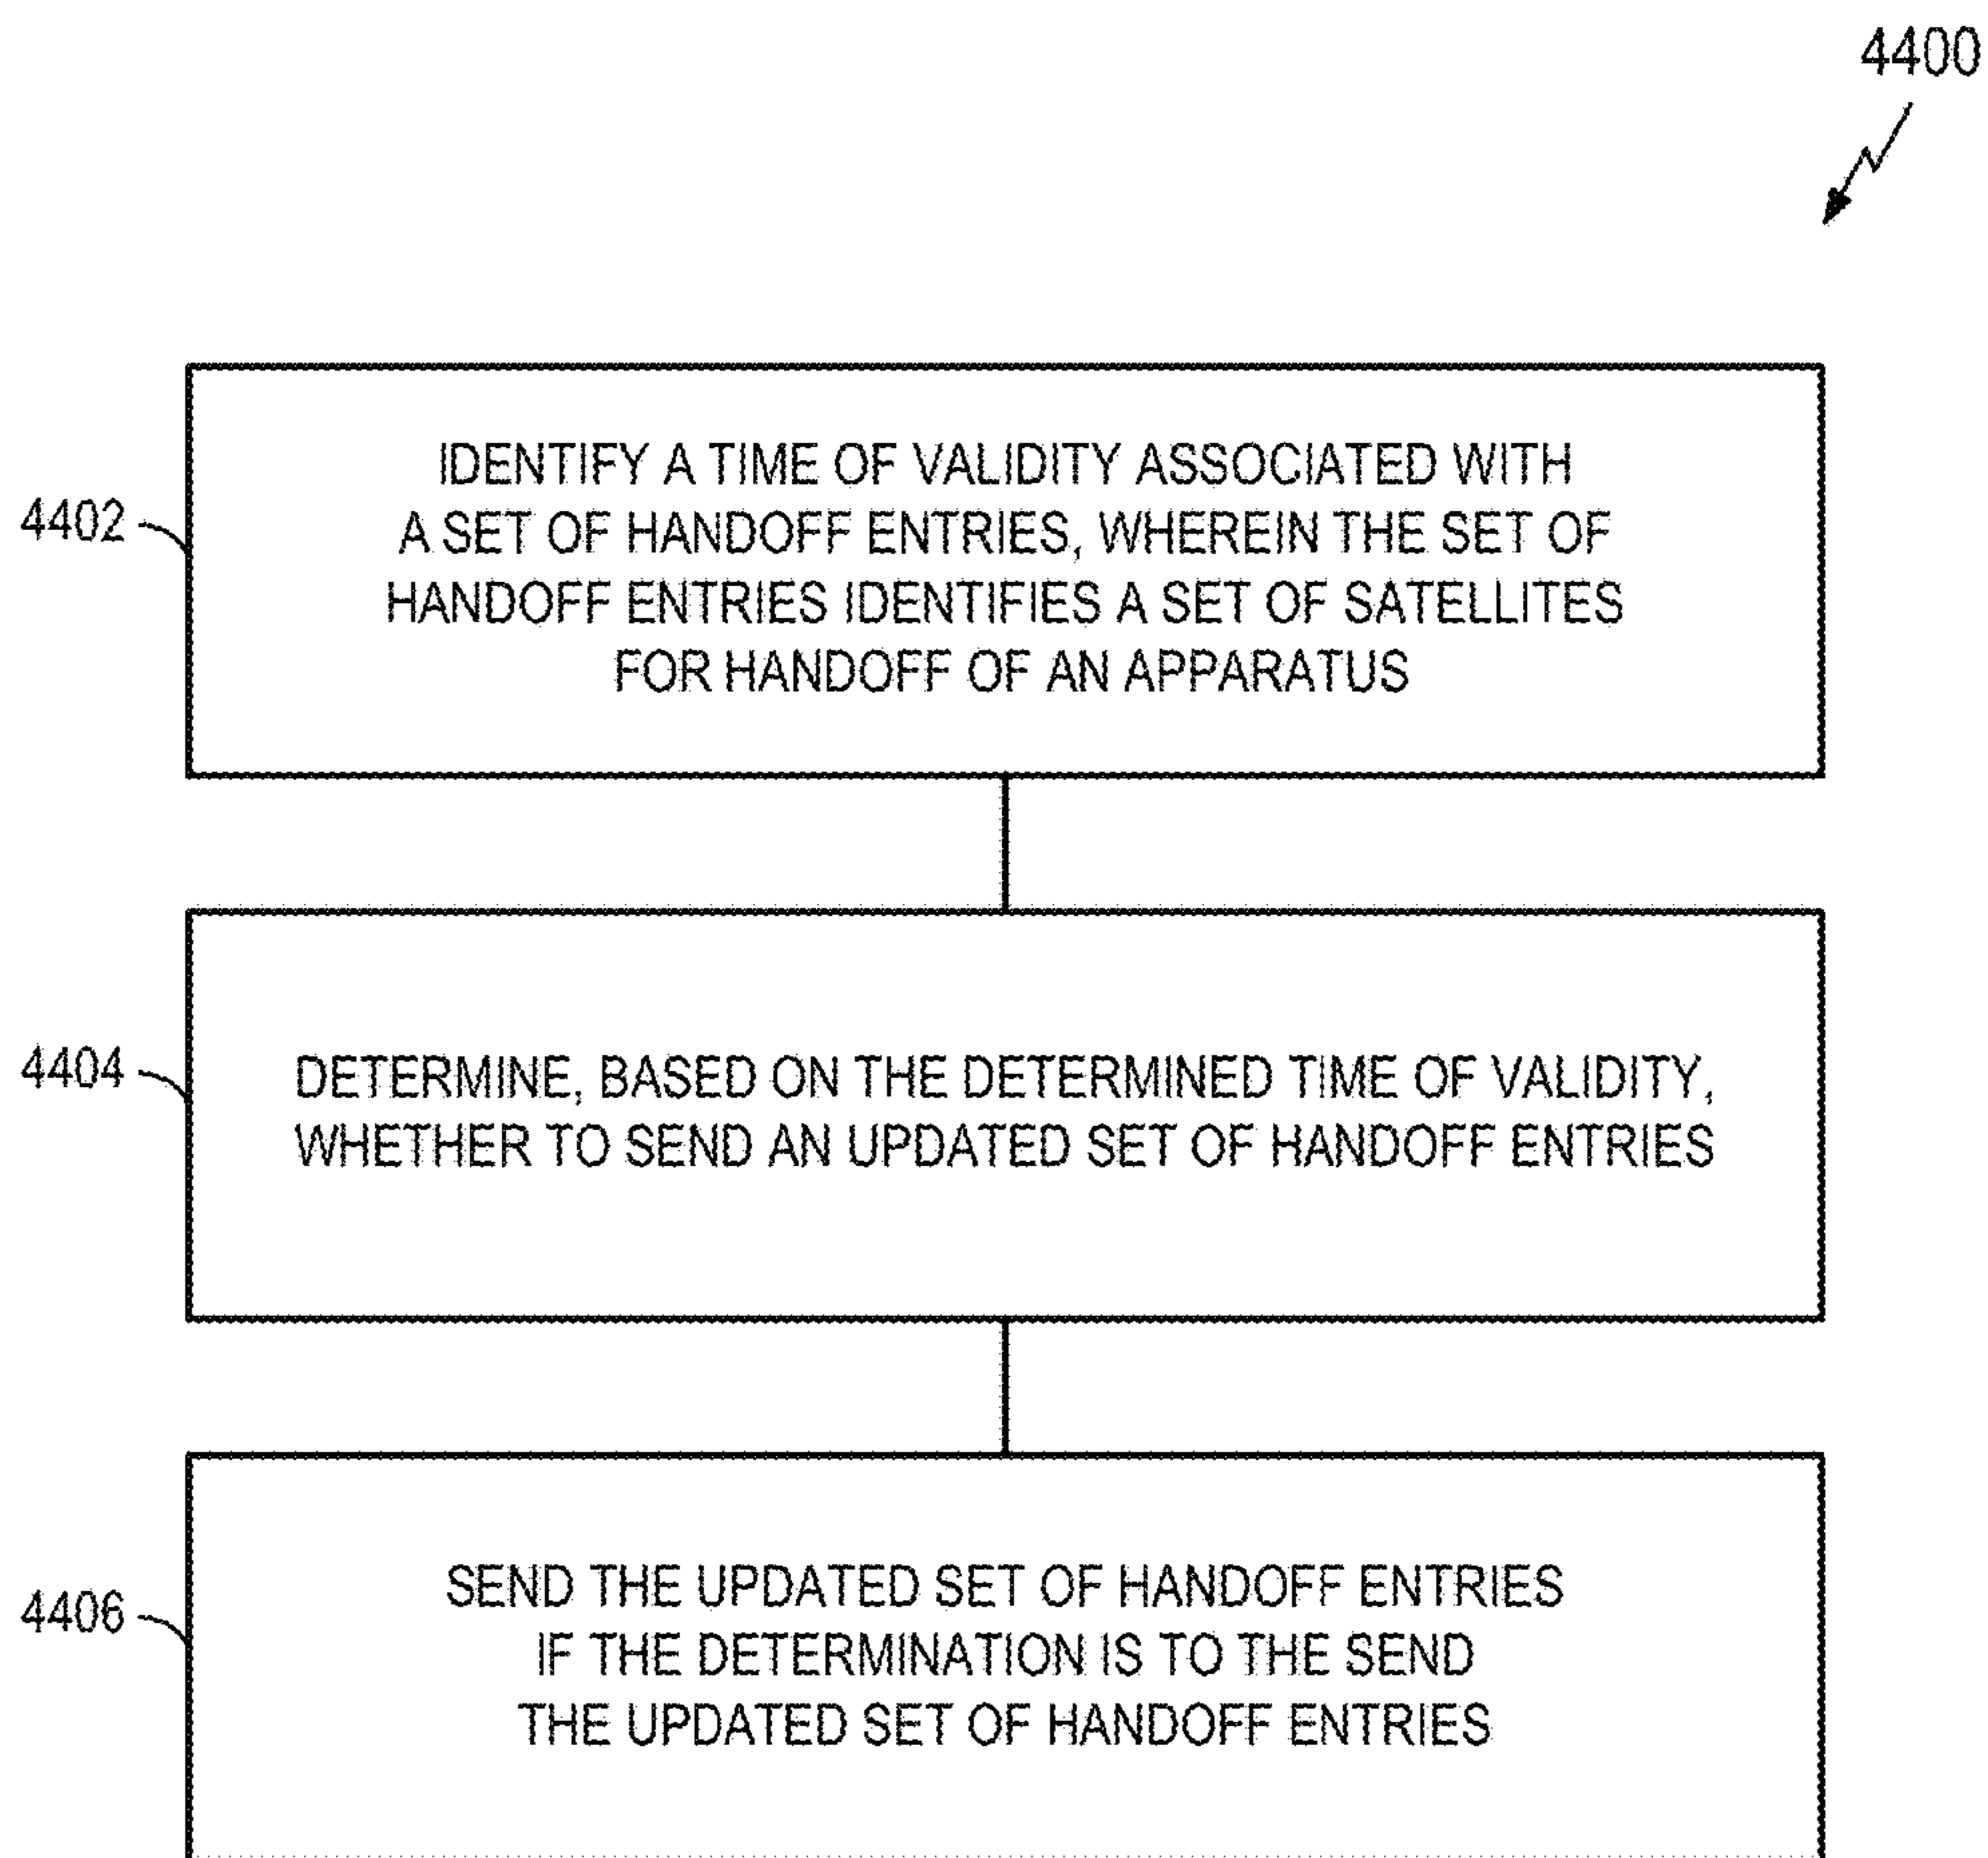 4400
4402
IDENTIFY A TIME OF VALIDITY ASSOCIATED WITH
A SET OF HANDOFF ENTRIES, WHEREIN THE SET OF
HANDOFF ENTRIES IDENTIFIES A SET OF SATELLITES
FOR HANDOFF OF AN APPARATUS
4404
DETERMINE, BASED ON THE DETERMINED TIME OF VALIDITY,
WHETHER TO SEND AN UPDATED SET OF HANDOFF ENTRIES
4406
SEND THE UPDATED SET OF HANDOFF ENTRIES
IF THE DETERMINATION IS TO THE SEND
THE UPDATED SET OF HANDOFF ENTRIES